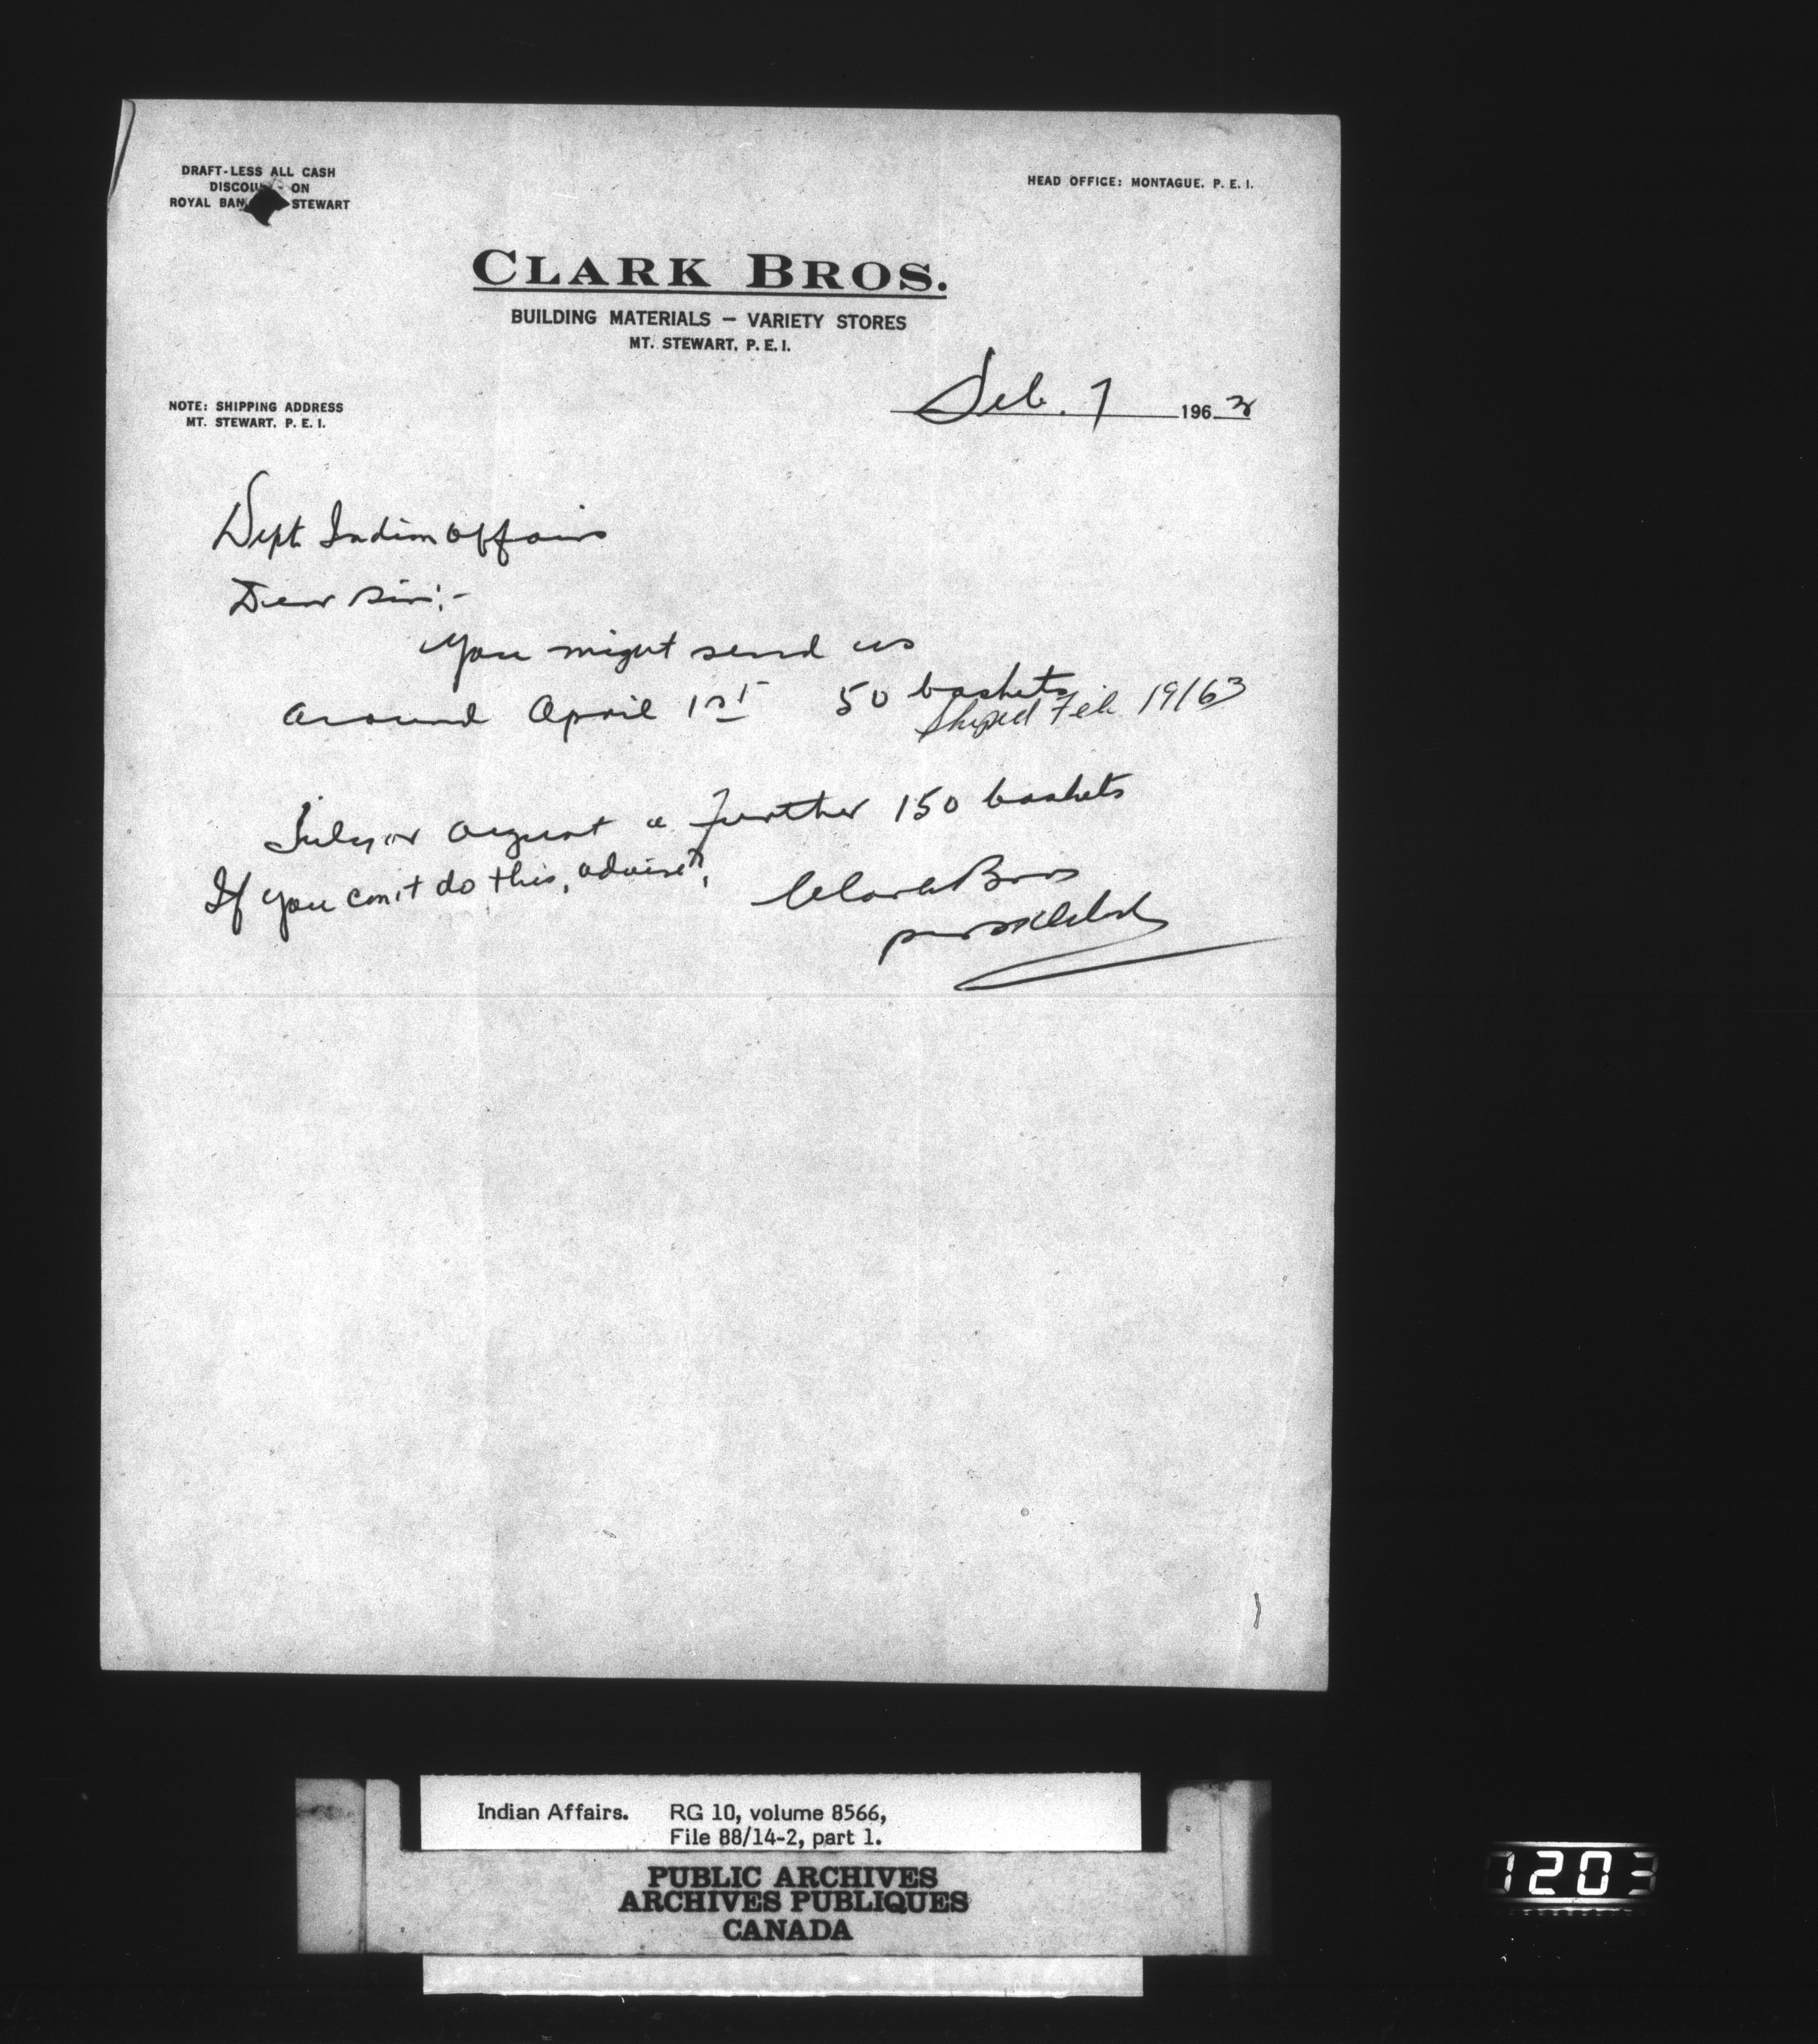 DRAFT-LESS ALL CASH
DISCOU ON
ROYAL BAN STEWART
HEAD OFFICE: MONTAGUE, P. E. I.
CLARK BROS.
BUILDING MATERIALS — VARIETY STORES
MT. STEWART, P. E. I.
NOTE: SHIPPING ADDRESS
MT. STEWART, P. E. I.
Feb. 7 1963
Dept Indian Affairs
Dear Sir:-
You might send us
around April 1st 50 baskets
Shipped Feb 19/63
July or August a further 150 baskets
If you can't do this, advise.
Clark Bros
per
Indian Affairs. RG 10, volume 8566,
File 88/14-2, part 1.
PUBLIC ARCHIVES
ARCHIVES PUBLIQUES
CANADA
1203